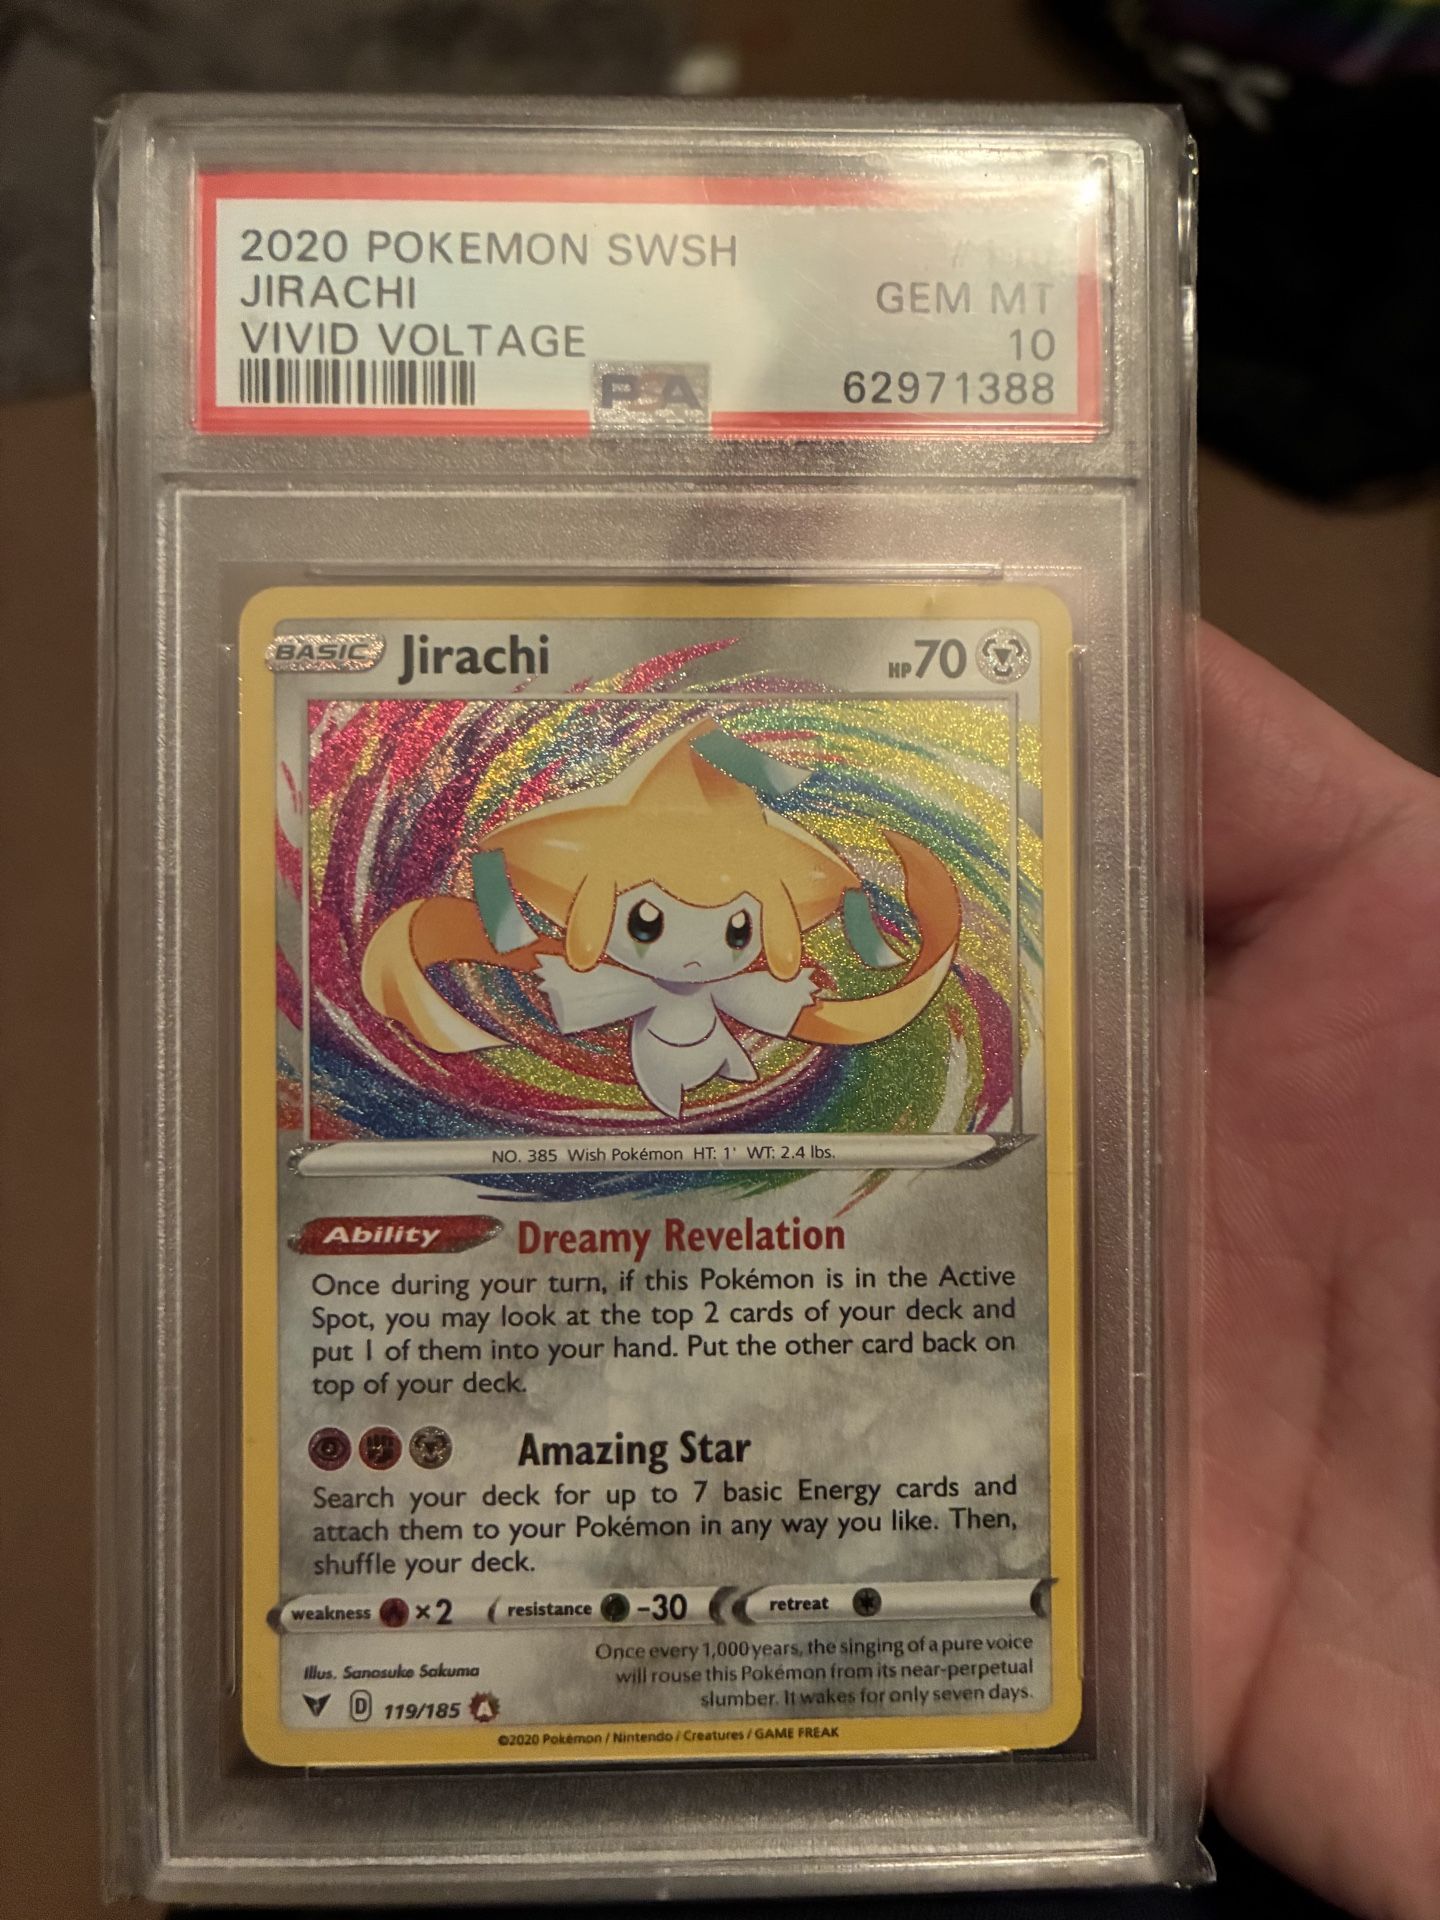 2020 POKEMON SWSH
JIRACHI GEM MT
VIVID VOLTAGE 10
PSA 62971388
BASIC Jirachi HP 70
NO. 385 Wish Pokémon HT: 1' WT: 2.4 lbs.
Ability Dreamy Revelation
Once during your turn, if this Pokémon is in the Active
Spot, you may look at the top 2 cards of your deck and
put 1 of them into your hand. Put the other card back on
top of your deck.
Amazing Star
Search your deck for up to 7 basic Energy cards and
attach them to your Pokémon in any way you like. Then,
shuffle your deck.
weakness ×2 resistance -30 retreat
Once every 1,000 years, the singing of a pure voice
will rouse this Pokémon from its near-perpetual
slumber. It wakes for only seven days.
Illus. Sanosuke Sakuma
D 119/185 A
©2020 Pokémon / Nintendo / Creatures / GAME FREAK